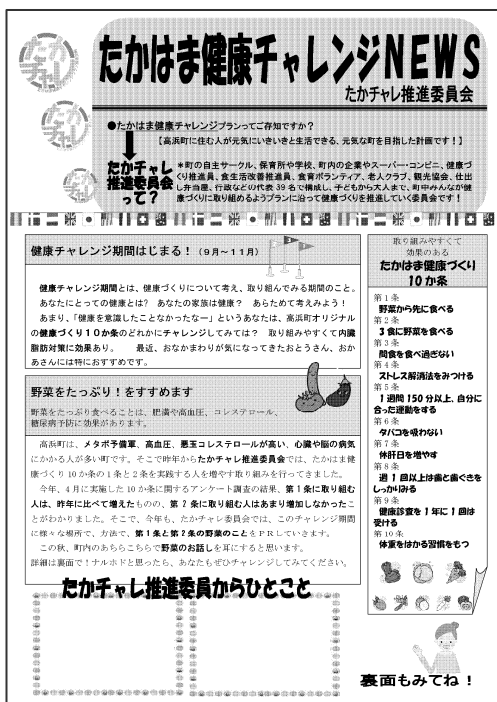 たかチャレ
たかチャレ
たかチャレ
たかはま健康チャレンジNEWS
たかチャレ推進委員会
●たかはま健康チャレンジプランってご存知ですか？
【高浜町に住む人が元気にいきいきと生活できる、元気な町を目指した計画です！】
たかチャレ
推進委員会
って？
＊町の自主サークル、保育所や学校、町内の企業やスーパー・コンビニ、健康づ
くり推進員、食生活改善推進員、食育ボランティア、老人クラブ、観光協会、仕出
し弁当屋、行政などの代表 39 名で構成し、子どもから大人まで、町中みんなが健
康づくりに取り組めるようプランに沿って健康づくりを推進していく委員会です！
健康チャレンジ期間はじまる！（９月～１１月）
健康チャレンジ期間とは、健康づくりについて考え、取り組んでみる期間のこと。
あなたにとっての健康とは？ あなたの家族は健康？ あらためて考えみよう！
あまり、「健康を意識したことなかったなー」というあなたは、高浜町オリジナル
の健康づくり１０か条のどれかにチャレンジしてみては？ 取り組みやすくて内臓
脂肪対策に効果あり。 最近、おなかまわりが気になってきたおとうさん、おか
あさんには特におすすめです。
野菜をたっぷり！をすすめます
野菜をたっぷり食べることは、肥満や高血圧、コレステロール、
糖尿病予防に効果があります。
高浜町は、メタボ予備軍、高血圧、悪玉コレステロールが高い、心臓や脳の病気
にかかる人が多い町です。そこで昨年からたかチャレ推進委員会では、たかはま健
康づくり 10 か条の１条と２条を実践する人を増やす取り組みを行ってきました。
今年、４月に実施した 10 か条に関するアンケート調査の結果、第１条に取り組む
人は、昨年に比べて増えたものの、第２条に取り組む人はあまり増加しなかったこ
とがわかりました。そこで、今年も、たかチャレ委員会では、このチャレンジ期間
に様々な場所で、方法で、第１条と第２条の野菜のことをＰＲしていきます。
この秋、町内のあちらこちらで野菜のお話しを耳にすると思います。
詳細は裏面で！ナルホドと思ったら、あなたもぜひチャレンジしてみてください。
取り組みやすくて
効果のある
たかはま健康づくり
10 か条
第１条
野菜から先に食べる
第２条
３食に野菜を食べる
第３条
間食を食べ過ぎない
第４条
ストレス解消法をみつける
第５条
１週間 150 分以上、自分に
合った運動をする
第６条
タバコを吸わない
第７条
休肝日を増やす
第８条
週１回以上は歯と歯ぐきを
しっかりみる
第９条
健康診査を１年に１回は
受ける
第10条
体重をはかる習慣をもつ
たかチャレ推進委員からひとこと
裏面もみてね！